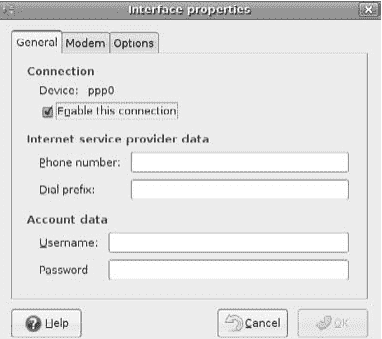 Interface properties
General Modem Options
Connection
Device: ppp0
Enable this connection
Internet service provider data
Phone number:
Dial prefix:
Account data
Username:
Password
Help Cancel OK